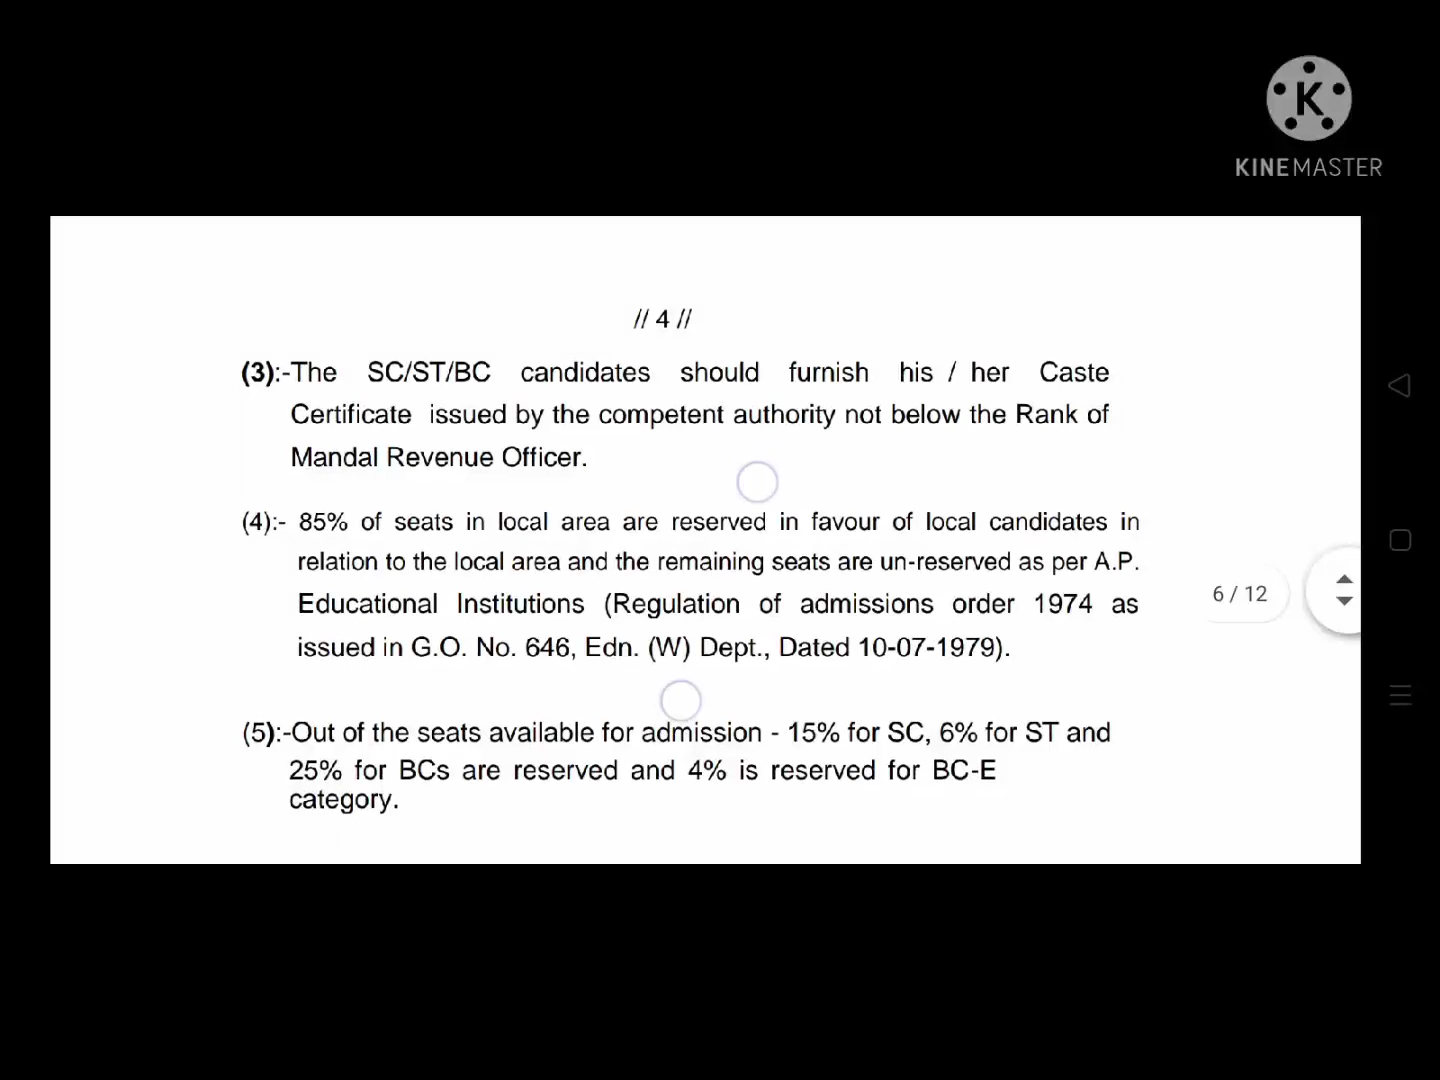 K
KINEMASTER
// 4 //
(3):-The SC/ST/BC candidates should furnish his / her Caste
Certificate issued by the competent authority not below the Rank of
Mandal Revenue Officer.
(4):- 85% of seats in local area are reserved in favour of local candidates in
relation to the local area and the remaining seats are un-reserved as per A.P.
Educational Institutions (Regulation of admissions order 1974 as
issued in G.O. No. 646, Edn. (W) Dept., Dated 10-07-1979).
6 / 12
(5):-Out of the seats available for admission - 15% for SC, 6% for ST and
25% for BCs are reserved and 4% is reserved for BC-E
category.